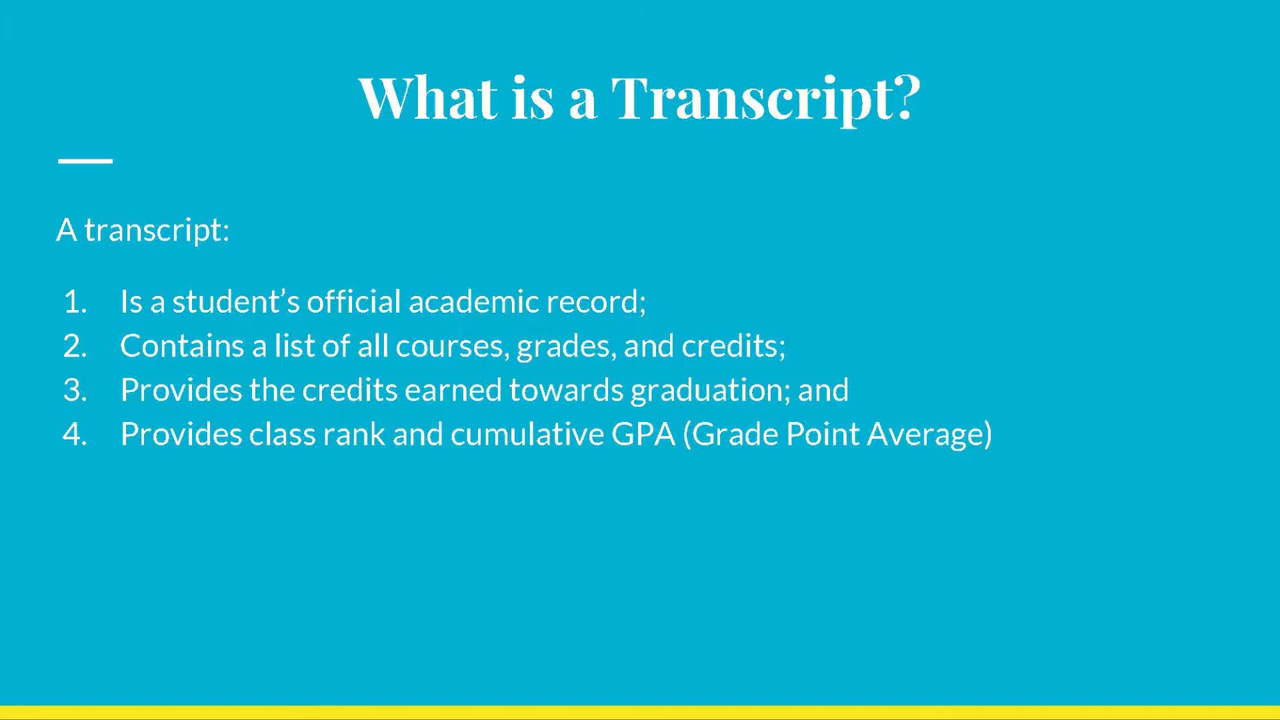 What is a Transcript?
A transcript:
1. Is a student’s official academic record;
2. Contains a list of all courses, grades, and credits;
3. Provides the credits earned towards graduation; and
4. Provides class rank and cumulative GPA (Grade Point Average)